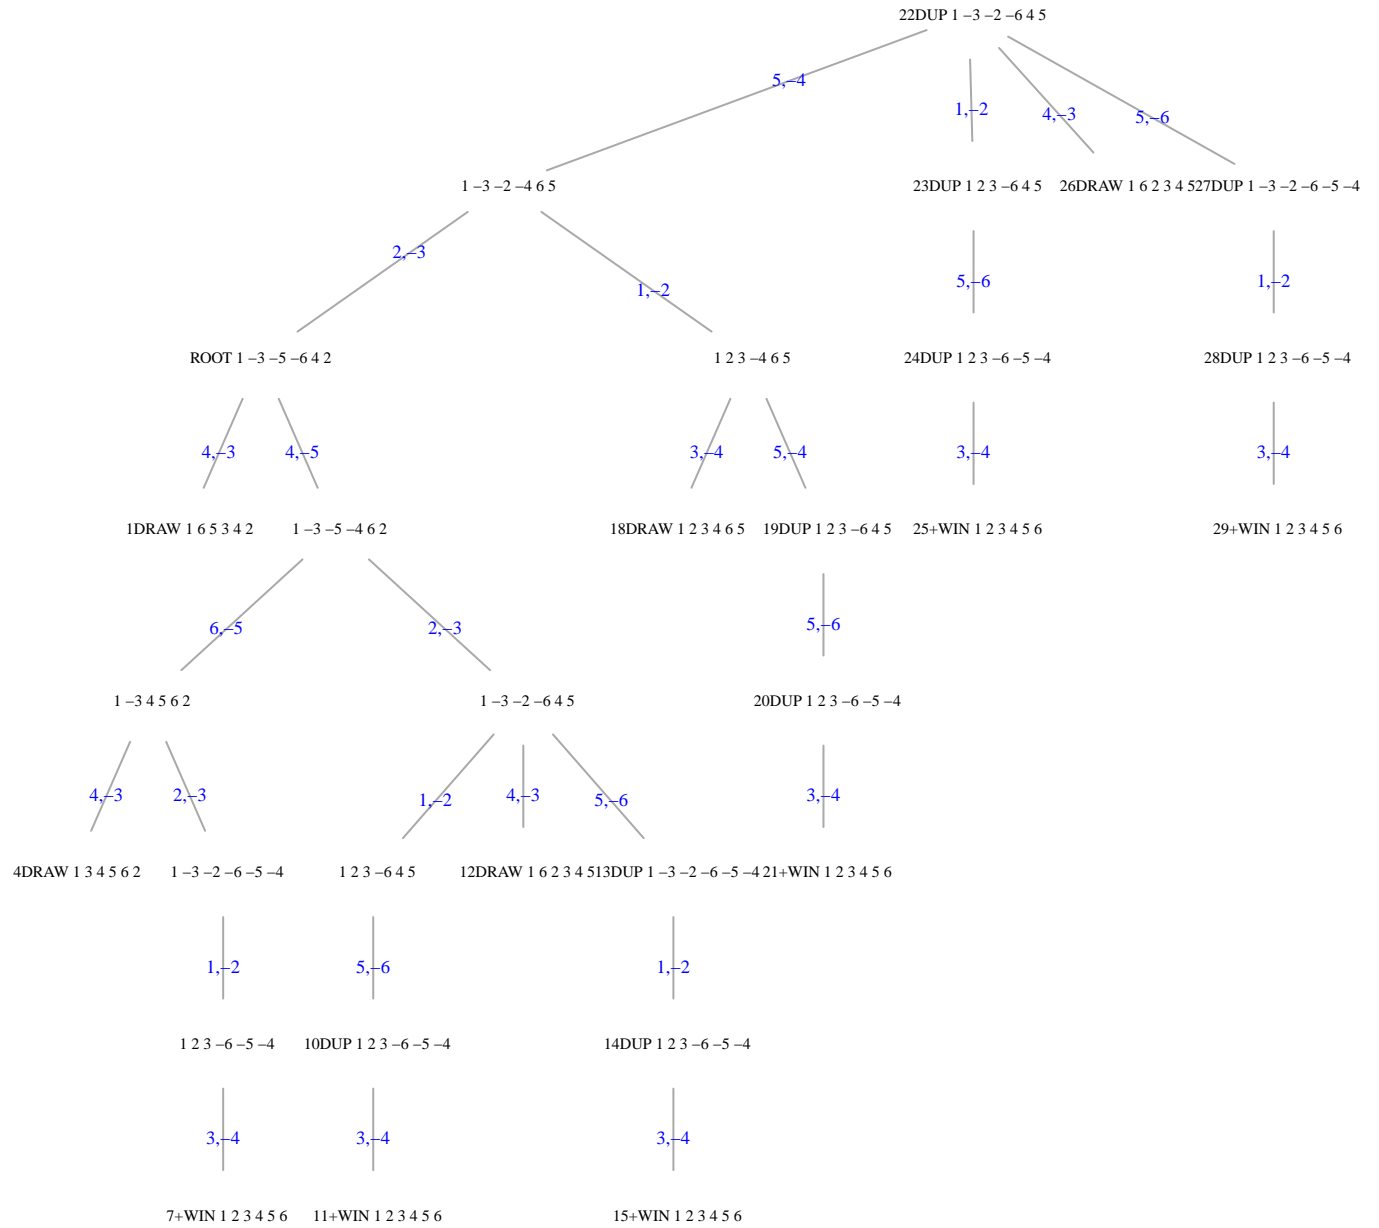 22DUP 1 −3 −2 −6 4 5
5,−4
1,−2
4,−3
5,−6
1 −3 −2 −4 6 5
23DUP 1 2 3 −6 4 5
26DRAW 1 6 2 3 4 5
27DUP 1 −3 −2 −6 −5 −4
2,−3
1,−2
5,−6
1,−2
ROOT 1 −3 −5 −6 4 2
1 2 3 −4 6 5
24DUP 1 2 3 −6 −5 −4
28DUP 1 2 3 −6 −5 −4
4,−3
4,−5
3,−4
5,−4
3,−4
3,−4
1DRAW 1 6 5 3 4 2
1 −3 −5 −4 6 2
18DRAW 1 2 3 4 6 5
19DUP 1 2 3 −6 4 5
25+WIN 1 2 3 4 5 6
29+WIN 1 2 3 4 5 6
6,−5
2,−3
5,−6
1 −3 4 5 6 2
1 −3 −2 −6 4 5
20DUP 1 2 3 −6 −5 −4
4,−3
2,−3
1,−2
4,−3
5,−6
3,−4
4DRAW 1 3 4 5 6 2
1 −3 −2 −6 −5 −4
1 2 3 −6 4 5
12DRAW 1 6 2 3 4 5
13DUP 1 −3 −2 −6 −5 −4
21+WIN 1 2 3 4 5 6
1,−2
5,−6
1,−2
1 2 3 −6 −5 −4
10DUP 1 2 3 −6 −5 −4
14DUP 1 2 3 −6 −5 −4
3,−4
3,−4
3,−4
7+WIN 1 2 3 4 5 6
11+WIN 1 2 3 4 5 6
15+WIN 1 2 3 4 5 6